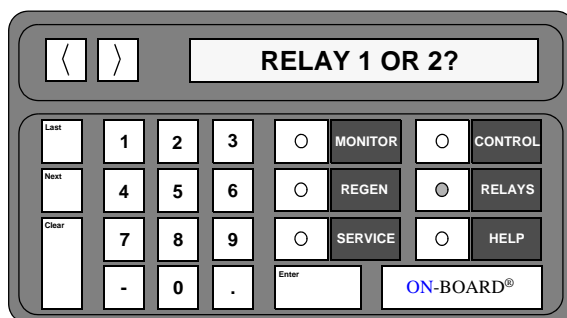 〈 〉 RELAY 1 OR 2?
Last 1 2 3 MONITOR CONTROL
Next 4 5 6 REGEN RELAYS
Clear 7 8 9 SERVICE HELP
- 0 . Enter ON-BOARD®